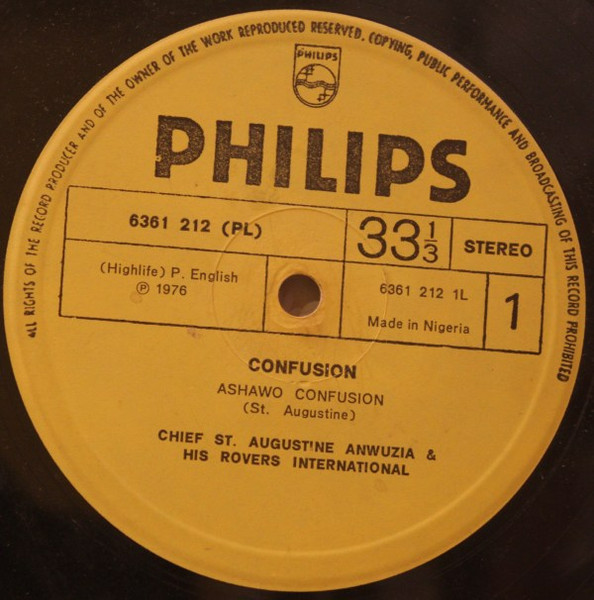 ALL RIGHTS OF THE RECORD PRODUCER AND OF THE OWNER OF THE WORK REPRODUCED RESERVED. COPYING, PUBLIC PERFORMANCE AND BROADCASTING OF THIS RECORD PROHIBITED
PHILIPS
PHILIPS
6361 212 (PL)
33 1/3
STEREO
(Highlife) P. English
Ⓟ 1976
6361 212 1L
Made in Nigeria
1
CONFUSION
ASHAWO CONFUSION
(St. Augustine)
CHIEF ST. AUGUSTINE ANWUZIA &
HIS ROVERS INTERNATIONAL